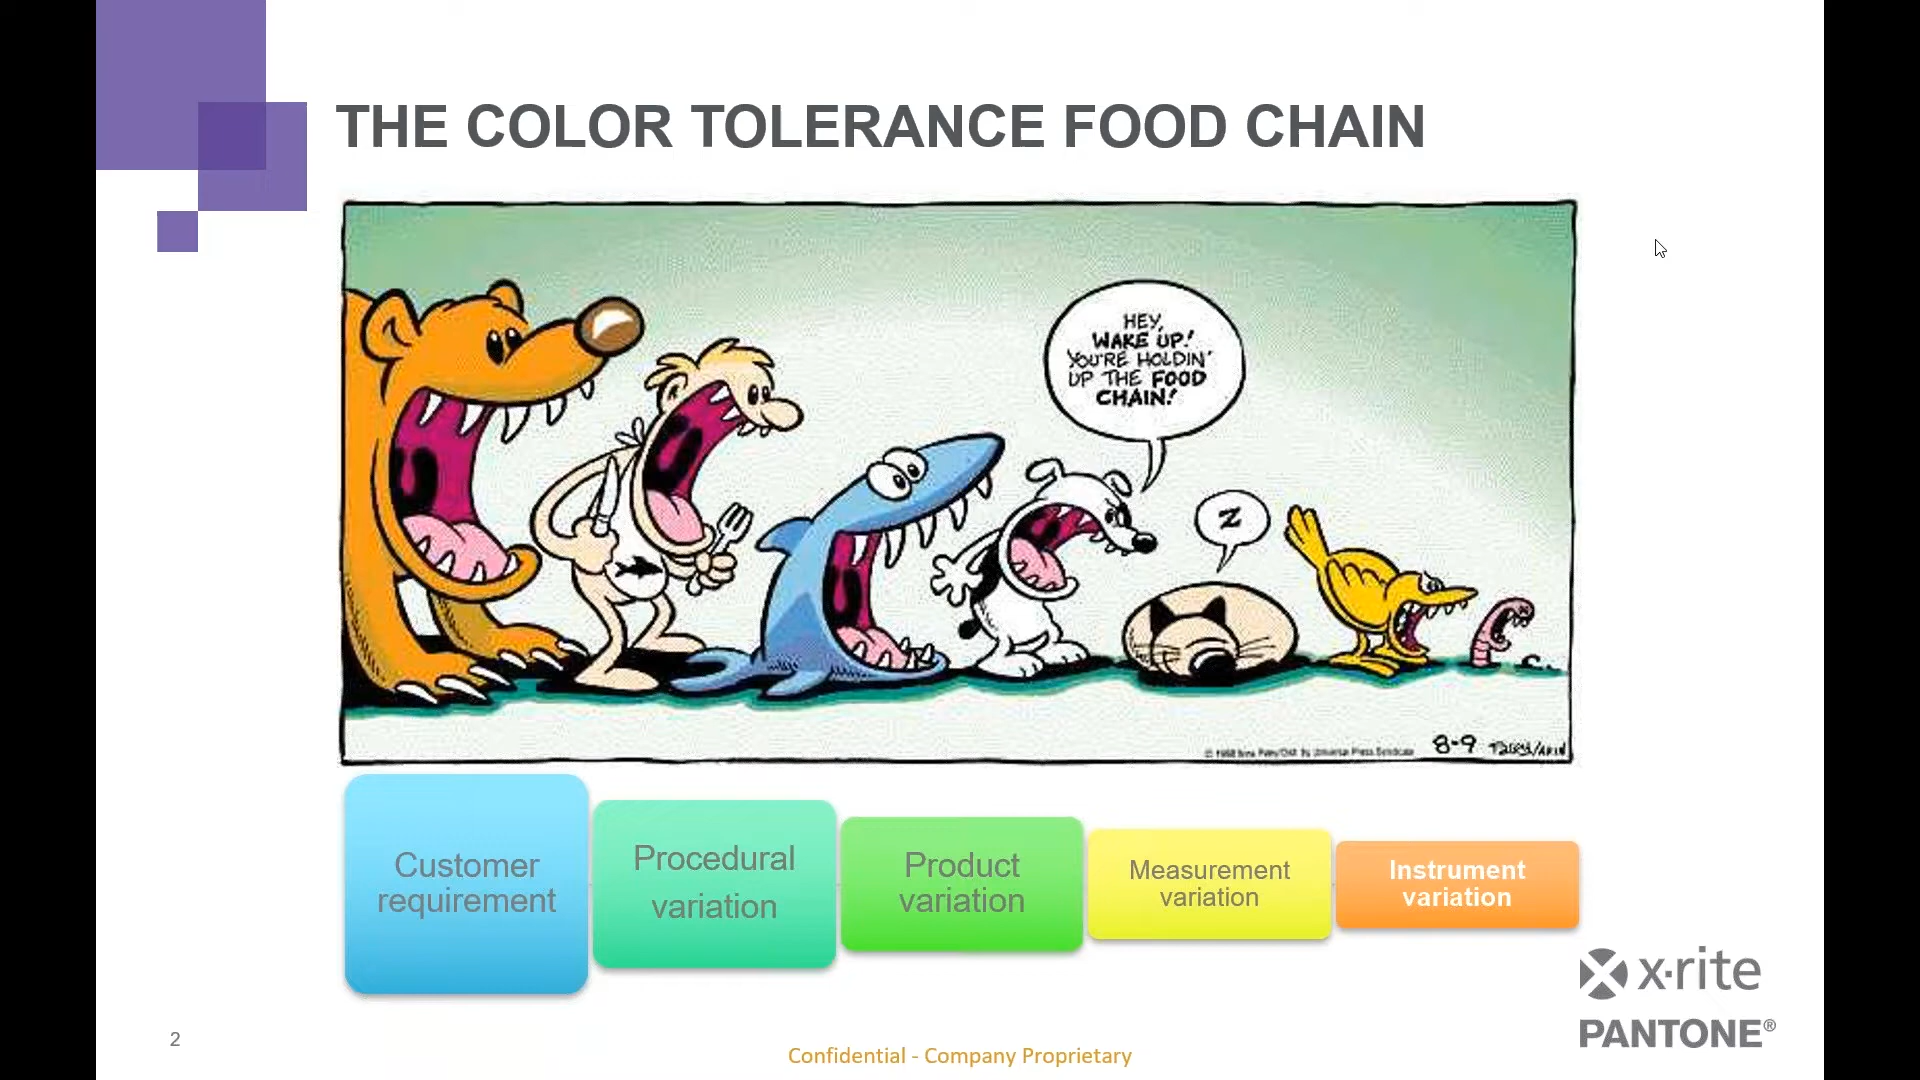 THE COLOR TOLERANCE FOOD CHAIN
HEY,
WAKE UP!
YOU'RE HOLDIN'
UP THE FOOD
CHAIN!
Z
8-9
Customer
requirement
Procedural
variation
Product
variation
Measurement
variation
Instrument
variation
x·rite
PANTONE®
2
Confidential - Company Proprietary